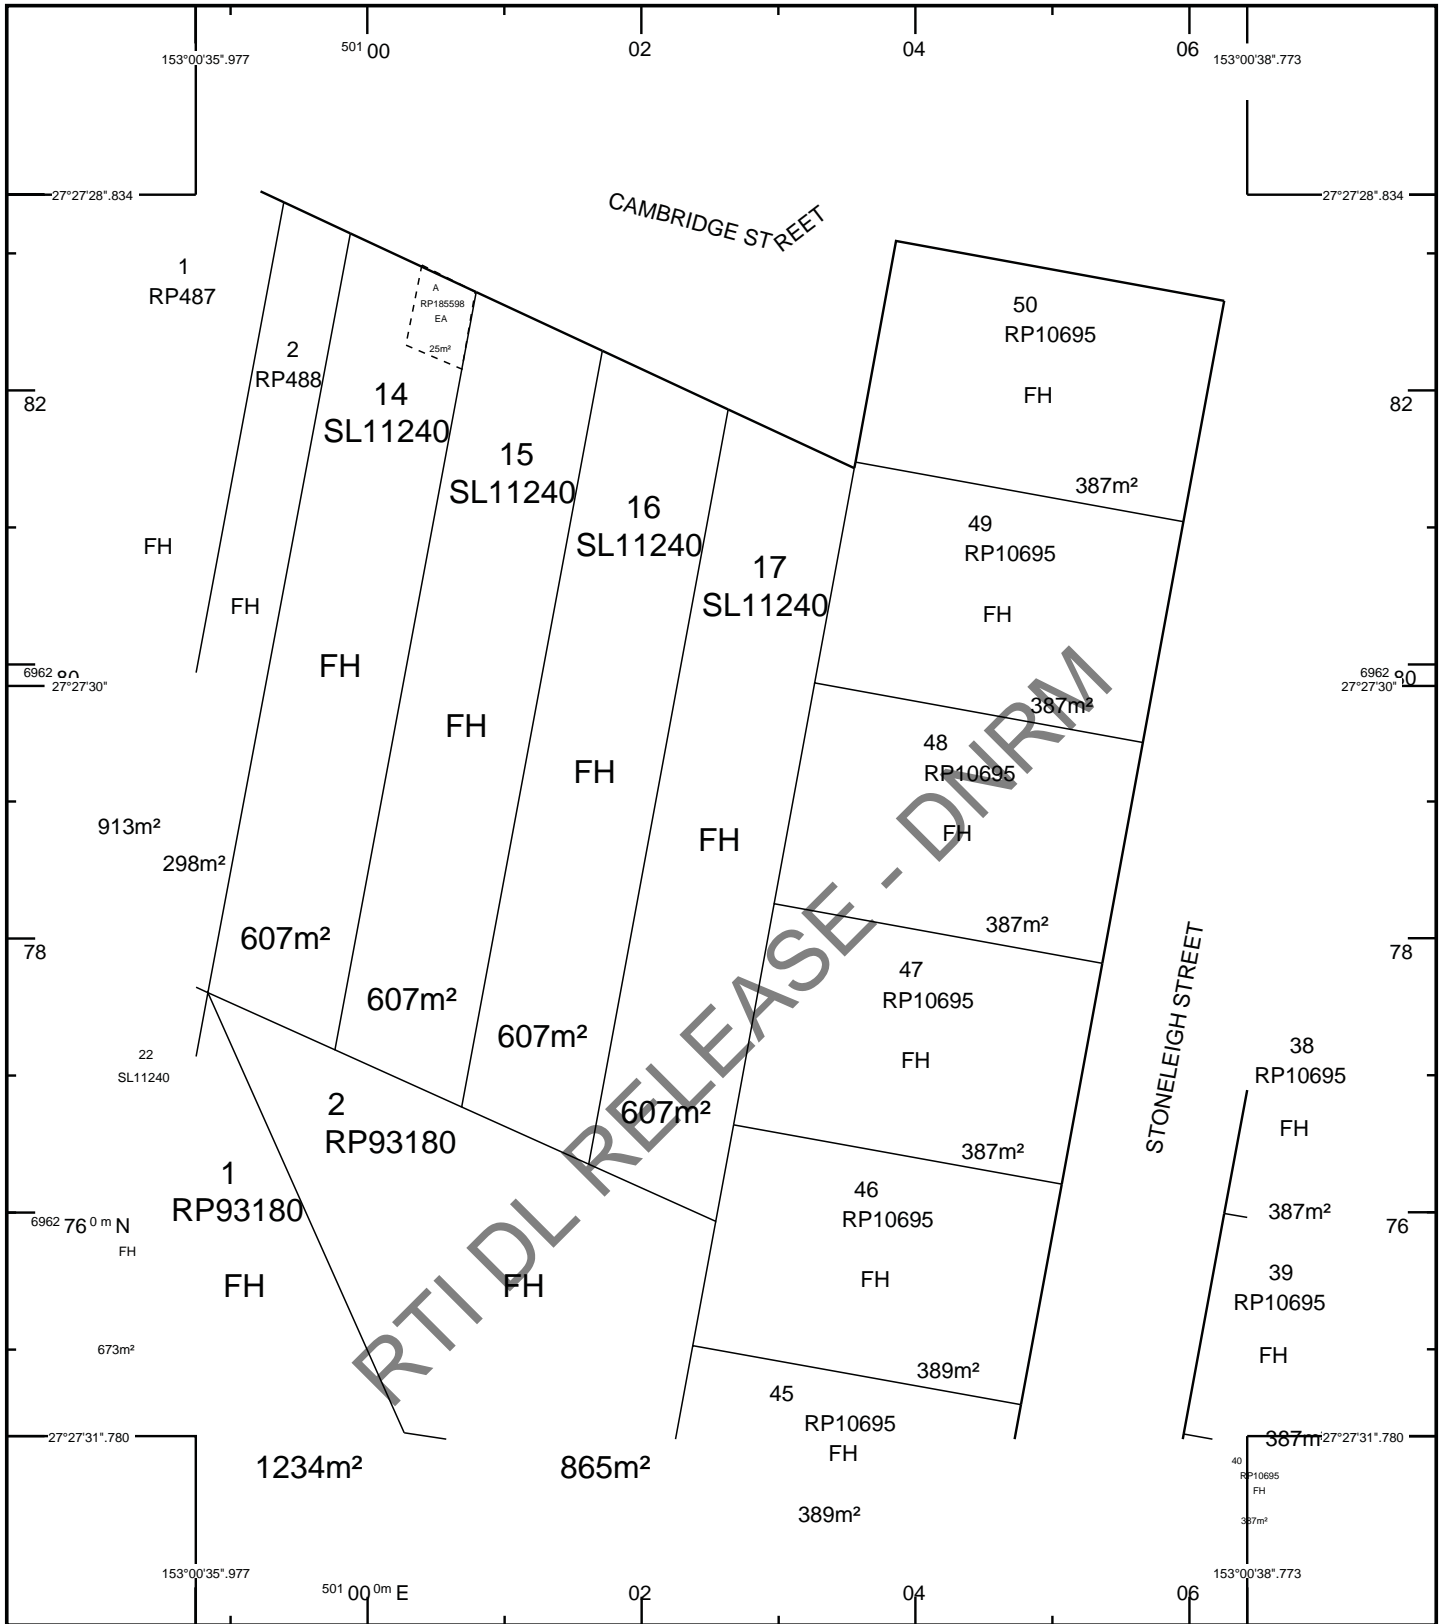 501 00
02
04
06
153°00'35".977
153°00'38".773
27°27'28".834
27°27'28".834
CAMBRIDGE STREET
1
RP487
FH
913m²
2
RP488
FH
298m²
A
RP185598
EA
25m²
14
SL11240
FH
607m²
15
SL11240
FH
607m²
16
SL11240
FH
607m²
17
SL11240
FH
607m²
50
RP10695
FH
387m²
49
RP10695
FH
387m²
48
RP10695
FH
387m²
47
RP10695
FH
387m²
46
RP10695
FH
389m²
45
RP10695
FH
389m²
82
82
6962 80
27°27'30"
6962 80
27°27'30"
78
78
22
SL11240
FH
673m²
2
RP93180
FH
865m²
1
RP93180
FH
1234m²
STONELEIGH STREET
38
RP10695
FH
387m²
39
RP10695
FH
387m
40
RP10695
FH
387m²
6962 76 0 m N
76
RTI DL RELEASE - DNRM
27°27'31".780
27°27'31".780
153°00'35".977
153°00'38".773
501 00 0m E
02
04
06